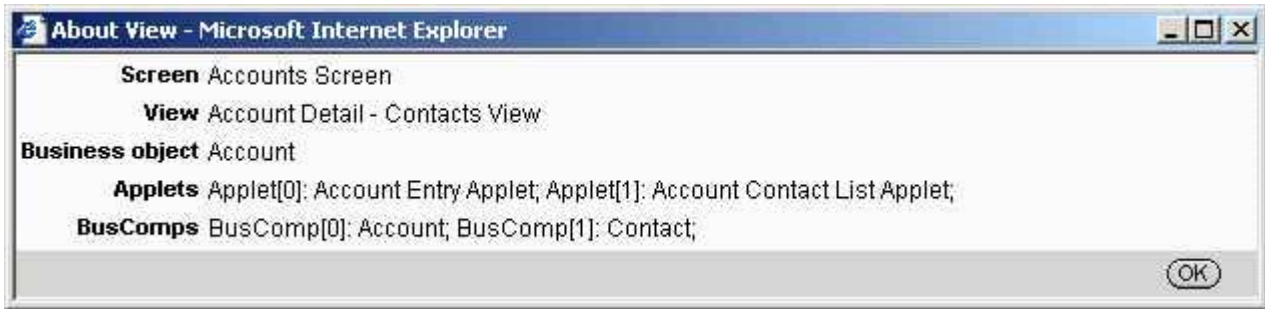 About View - Microsoft Internet Explorer
Screen Accounts Screen
View Account Detail - Contacts View
Business object Account
Applets Applet[0]: Account Entry Applet; Applet[1]: Account Contact List Applet;
BusComps BusComp[0]: Account; BusComp[1]: Contact;
OK